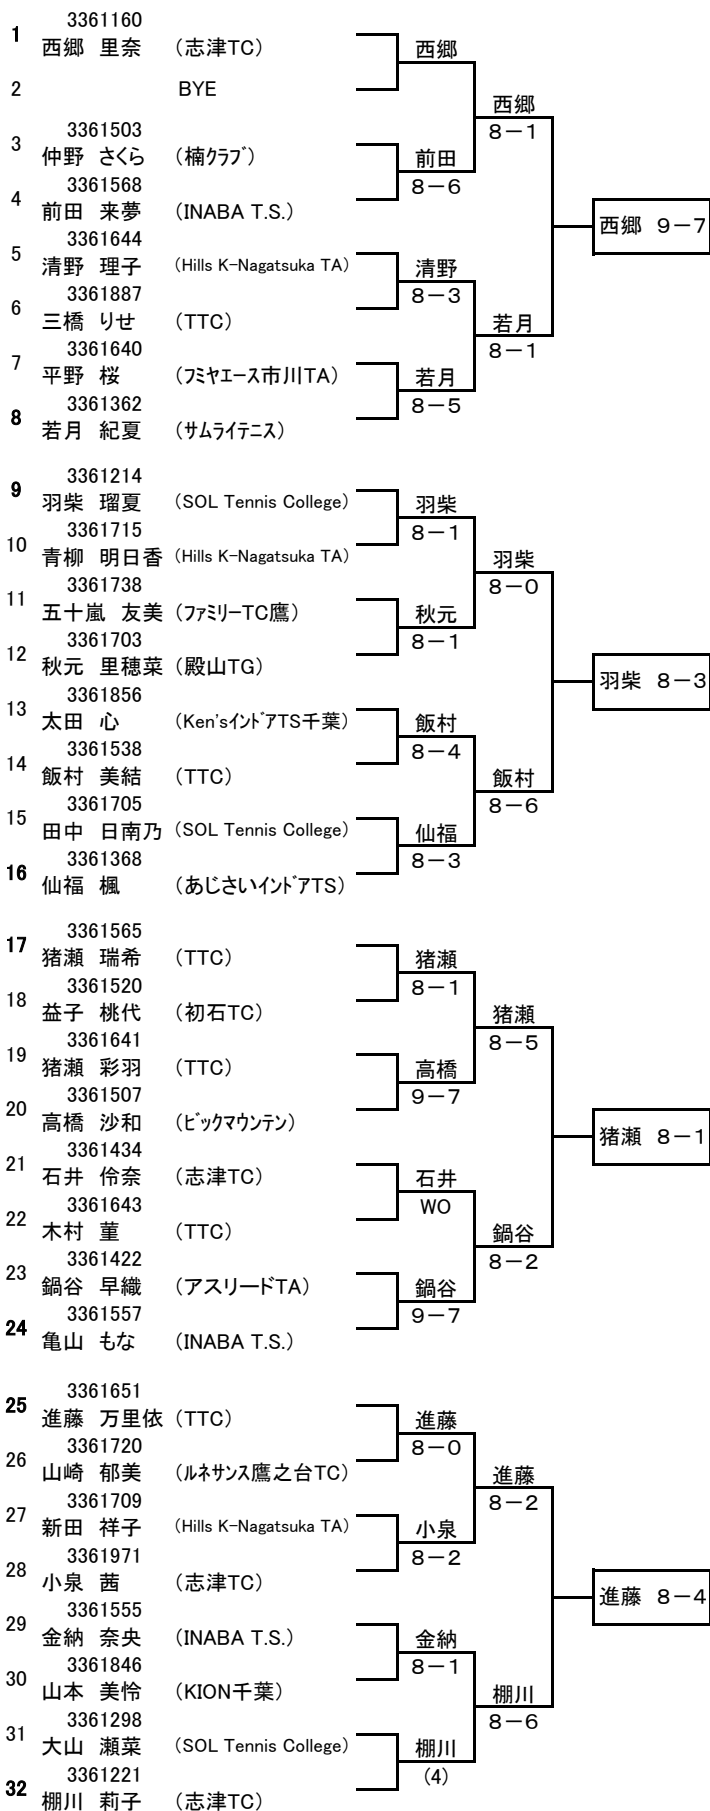 3361160
1 西郷 里奈 （志津TC）
西郷
2 BYE
西郷
8－1
3361503
3 仲野 さくら （楠ｸﾗﾌﾞ）
前田
8－6
3361568
4 前田 来夢 （INABA T.S.）
西郷 9－7
3361644
5 清野 理子 （Hills K-Nagatsuka TA）
清野
8－3
3361887
6 三橋 りせ （TTC）
若月
8－1
3361640
7 平野 桜 （ﾌﾐﾔｴｰｽ市川TA）
若月
8－5
3361362
8 若月 紀夏 （ｻﾑﾗｲﾃﾆｽ）
3361214
9 羽柴 瑠夏 （SOL Tennis College）
羽柴
8－1
3361715
10 青柳 明日香 （Hills K-Nagatsuka TA）
羽柴
8－0
3361738
11 五十嵐 友美 （ﾌｧﾐﾘｰTC鷹）
秋元
8－1
3361703
12 秋元 里穂菜 （殿山TG）
羽柴 8－3
3361856
13 太田 心 （Ken'sｲﾝﾄﾞｱTS千葉）
飯村
8－4
3361538
14 飯村 美結 （TTC）
飯村
8－6
3361705
15 田中 日南乃 （SOL Tennis College）
仙福
8－3
3361368
16 仙福 楓 （あじさいｲﾝﾄﾞｱTS）
3361565
17 猪瀬 瑞希 （TTC）
猪瀬
8－1
3361520
18 益子 桃代 （初石TC）
猪瀬
8－5
3361641
19 猪瀬 彩羽 （TTC）
高橋
9－7
3361507
20 高橋 沙和 （ﾋﾞｯｸﾏｳﾝﾃﾝ）
猪瀬 8－1
3361434
21 石井 伶奈 （志津TC）
石井
WO
3361643
22 木村 菫 （TTC）
鍋谷
8－2
3361422
23 鍋谷 早織 （アスリードTA）
鍋谷
9－7
3361557
24 亀山 もな （INABA T.S.）
3361651
25 進藤 万里依 （TTC）
進藤
8－0
3361720
26 山崎 郁美 （ﾙﾈｻﾝｽ鷹之台TC）
進藤
8－2
3361709
27 新田 祥子 （Hills K-Nagatsuka TA）
小泉
8－2
3361971
28 小泉 茜 （志津TC）
進藤 8－4
3361555
29 金納 奈央 （INABA T.S.）
金納
8－1
3361846
30 山本 美怜 （KION千葉）
棚川
8－6
3361298
31 大山 瀬菜 （SOL Tennis College）
棚川
(4)
3361221
32 棚川 莉子 （志津TC）